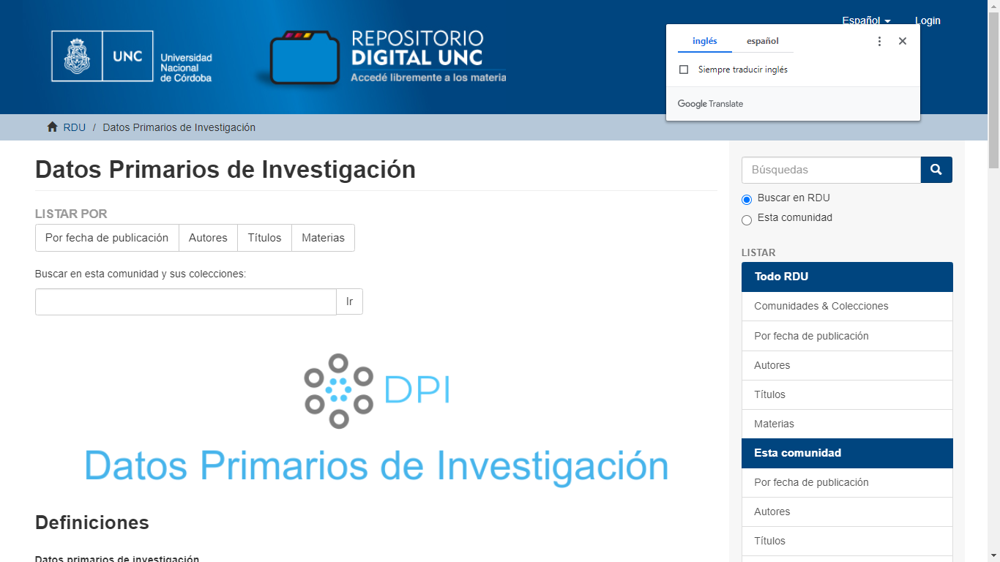 Español
Login
UNC
Universidad
Nacional
de Córdoba
REPOSITORIO
DIGITAL UNC
Accedé libremente a los materia
inglés
español
Siempre traducir inglés
Google Translate
RDU / Datos Primarios de Investigación
Datos Primarios de Investigación
LISTAR POR
Por fecha de publicación
Autores
Títulos
Materias
Buscar en esta comunidad y sus colecciones:
Ir
DPI
Datos Primarios de Investigación
Definiciones
Datos primarios de investigación
Búsquedas
Buscar en RDU
Esta comunidad
LISTAR
Todo RDU
Comunidades & Colecciones
Por fecha de publicación
Autores
Títulos
Materias
Esta comunidad
Por fecha de publicación
Autores
Títulos